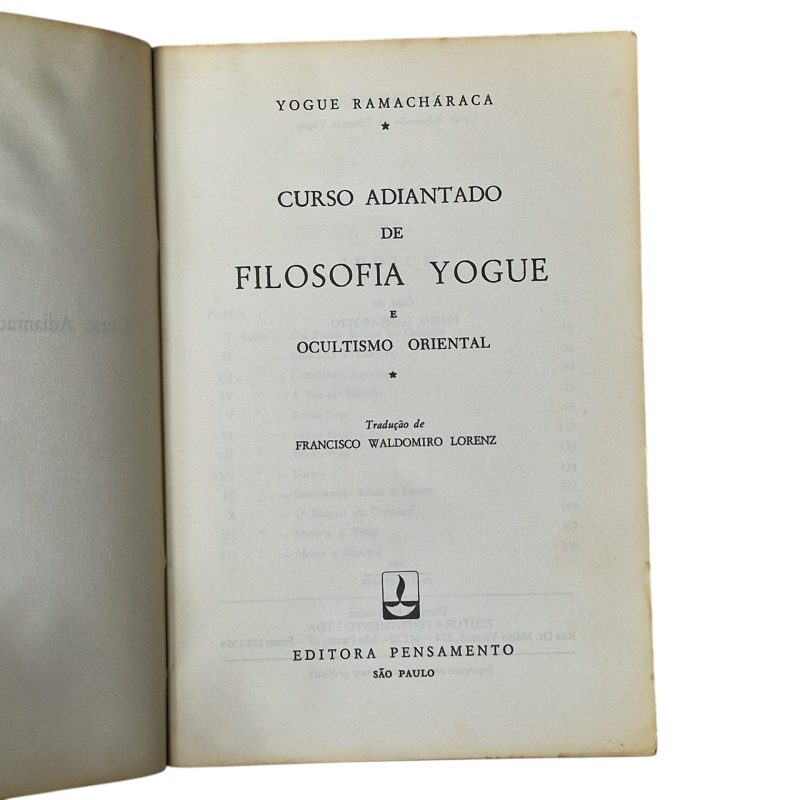 YOGUE RAMACHÁRACA
CURSO ADIANTADO
DE
FILOSOFIA YOGUE
E
OCULTISMO ORIENTAL
Tradução de
FRANCISCO WALDOMIRO LORENZ
EDITORA PENSAMENTO
SÃO PAULO